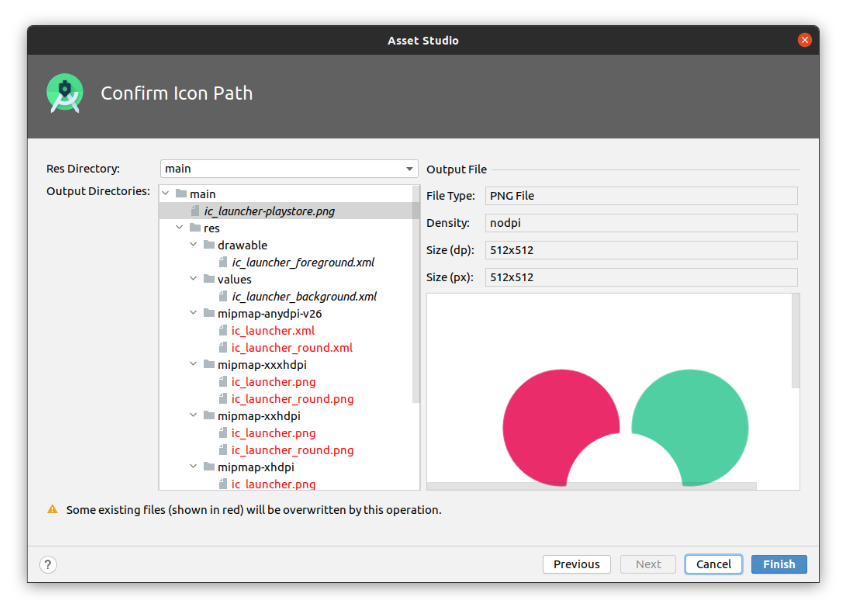 Asset Studio
Confirm Icon Path
Res Directory:
main
Output Directories:
main
ic_launcher-playstore.png
res
drawable
ic_launcher_foreground.xml
values
ic_launcher_background.xml
mipmap-anydpi-v26
ic_launcher.xml
ic_launcher_round.xml
mipmap-xxxhdpi
ic_launcher.png
ic_launcher_round.png
mipmap-xxhdpi
ic_launcher.png
ic_launcher_round.png
mipmap-xhdpi
ic_launcher.png
Output File
File Type: PNG File
Density: nodpi
Size (dp): 512x512
Size (px): 512x512
Some existing files (shown in red) will be overwritten by this operation.
?
Previous
Next
Cancel
Finish